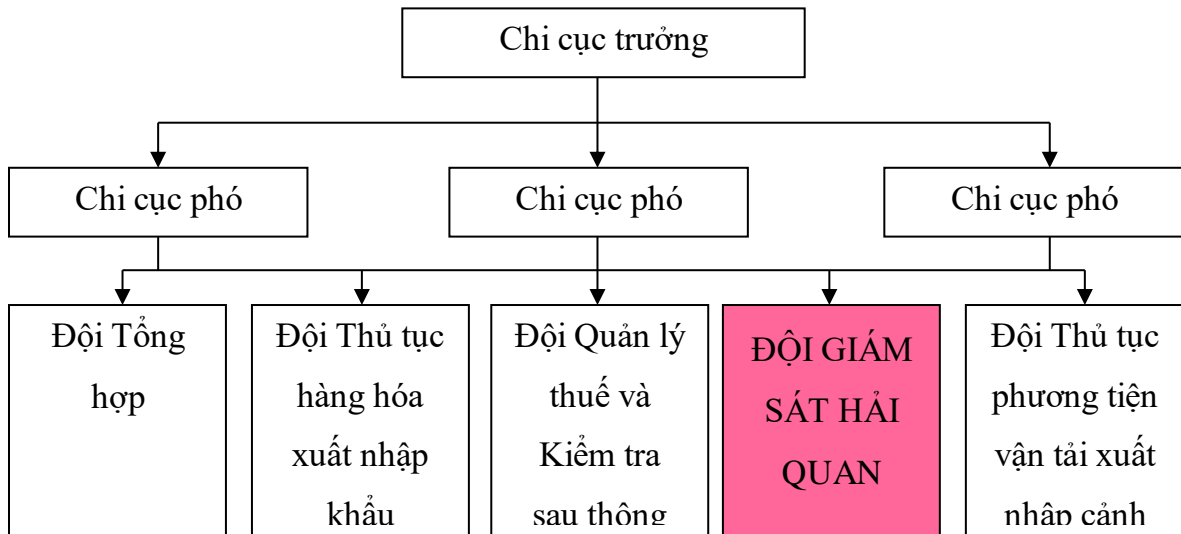 Chi cục trưởng
Chi cục phó
Chi cục phó
Chi cục phó
Đội Tổng
hợp
Đội Thủ tục
hàng hóa
xuất nhập
khẩu
Đội Quản lý
thuế và
Kiểm tra
sau thông
ĐỘI GIÁM
SÁT HẢI
QUAN
Đội Thủ tục
phương tiện
vận tải xuất
nhập cảnh